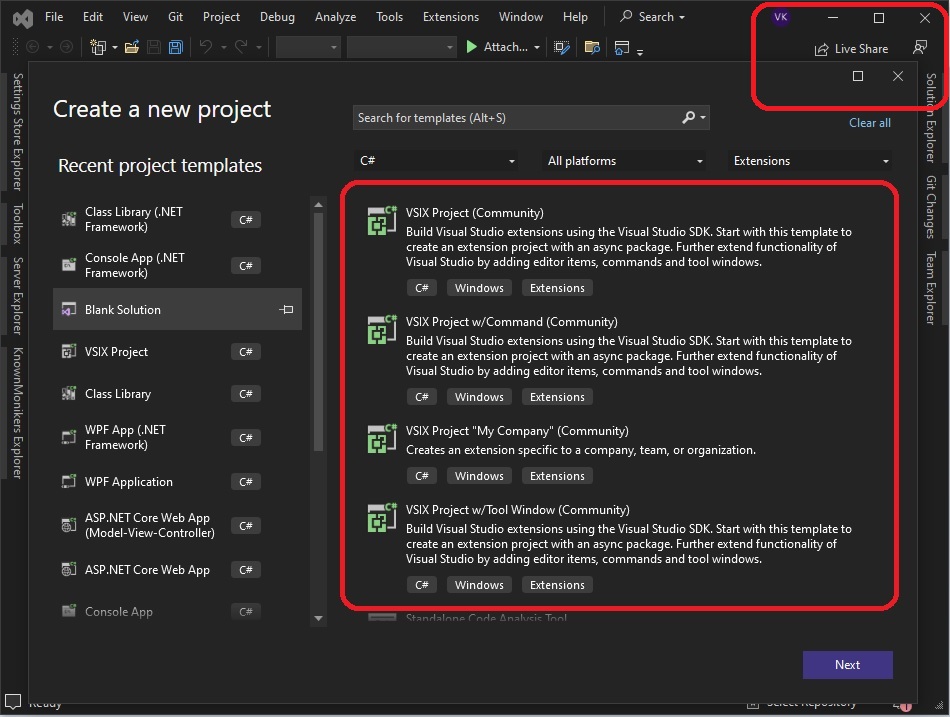 File Edit View Git Project Debug Analyze Tools Extensions Window Help Search VK
Attach... Live Share
Settings Store Explorer
Toolbox
Server Explorer
KnownMonikers Explorer
Create a new project
Recent project templates
Class Library (.NET
Framework)
C#
Console App (.NET
Framework)
C#
Blank Solution
VSIX Project C#
Class Library C#
WPF App (.NET
Framework)
C#
WPF Application C#
ASP.NET Core Web App
(Model-View-Controller)
C#
ASP.NET Core Web App C#
Console App C#
Search for templates (Alt+S)
Clear all
C# All platforms Extensions
VSIX Project (Community)
Build Visual Studio extensions using the Visual Studio SDK. Start with this template to
create an extension project with an async package. Further extend functionality of
Visual Studio by adding editor items, commands and tool windows.
C# Windows Extensions
VSIX Project w/Command (Community)
Build Visual Studio extensions using the Visual Studio SDK. Start with this template to
create an extension project with an async package. Further extend functionality of
Visual Studio by adding editor items, commands and tool windows.
C# Windows Extensions
VSIX Project "My Company" (Community)
Creates an extension specific to a company, team, or organization.
C# Windows Extensions
VSIX Project w/Tool Window (Community)
Build Visual Studio extensions using the Visual Studio SDK. Start with this template to
create an extension project with an async package. Further extend functionality of
Visual Studio by adding editor items, commands and tool windows.
C# Windows Extensions
Standalone Code Analysis Tool
Next
Solution Explorer
Git Changes
Team Explorer
Ready Select Repository 1